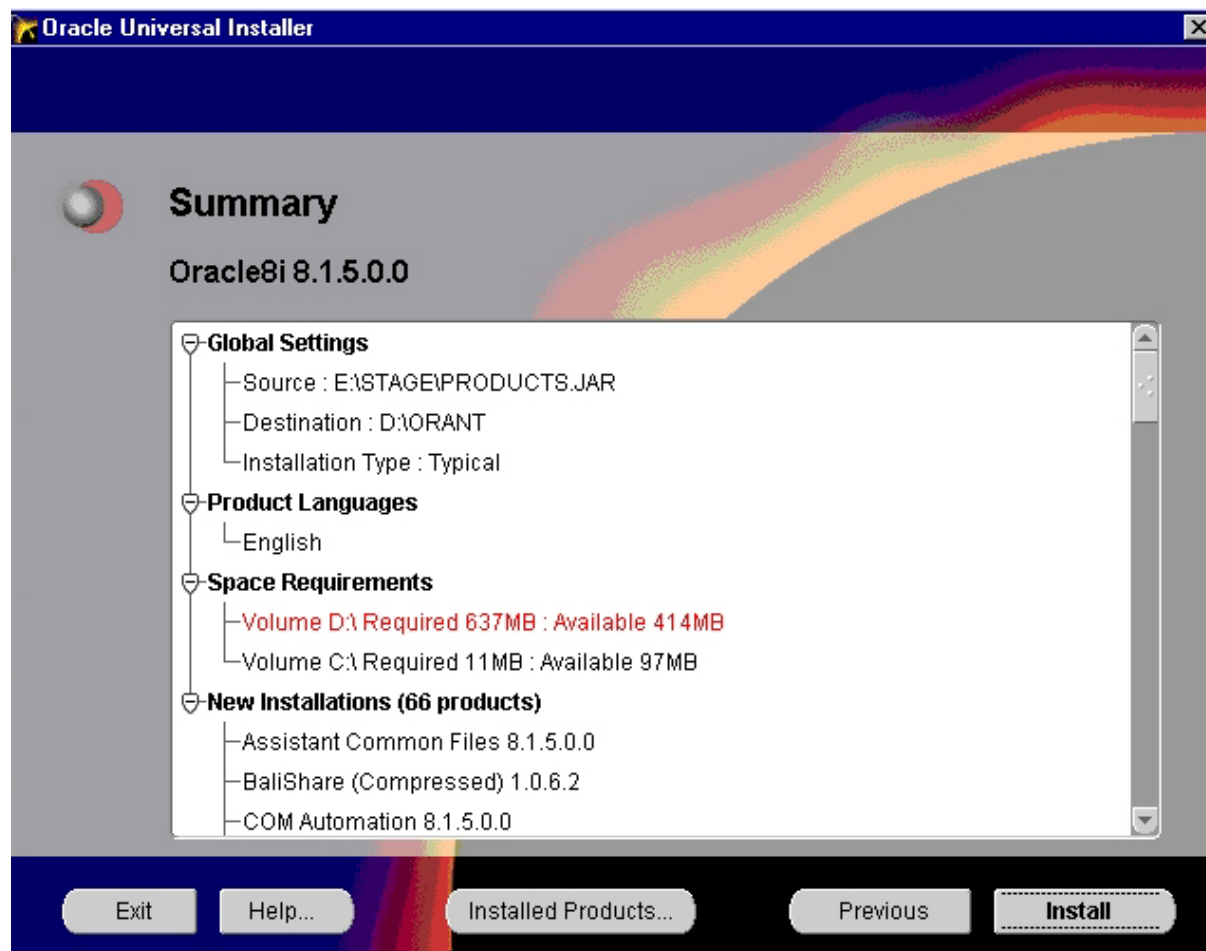 Oracle Universal Installer
Summary
Oracle8i 8.1.5.0.0
Global Settings
Source : E:\STAGE\PRODUCTS.JAR
Destination : D:\ORANT
Installation Type : Typical
Product Languages
English
Space Requirements
Volume D:\ Required 637MB : Available 414MB
Volume C:\ Required 11MB : Available 97MB
New Installations (66 products)
Assistant Common Files 8.1.5.0.0
BaliShare (Compressed) 1.0.6.2
COM Automation 8.1.5.0.0
Exit Help... Installed Products... Previous Install